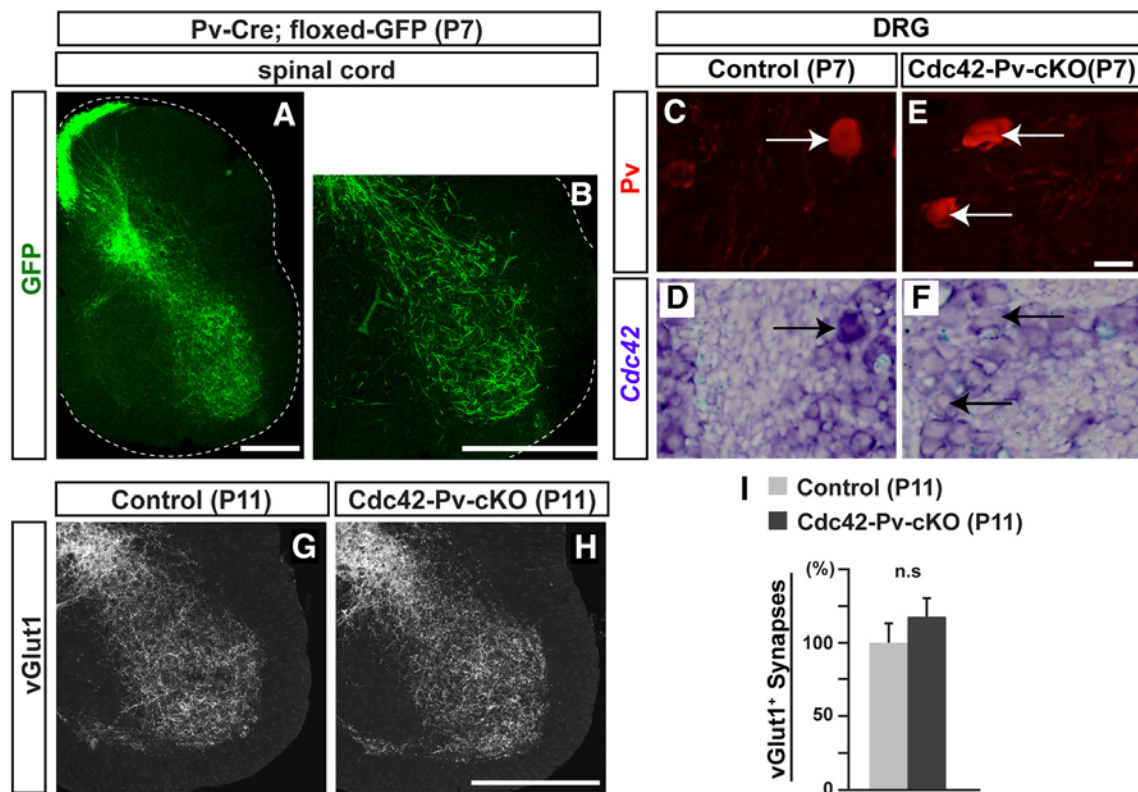 Pv-Cre; floxed-GFP (P7)
spinal cord
GFP
A
B
DRG
Control (P7)
Cdc42-Pv-cKO(P7)
Pv
C
E
Cdc42
D
F
Control (P11)
Cdc42-Pv-cKO (P11)
vGlut1
G
H
I
Control (P11)
Cdc42-Pv-cKO (P11)
(%)
n.s
vGlut1⁺ Synapses
100
50
0